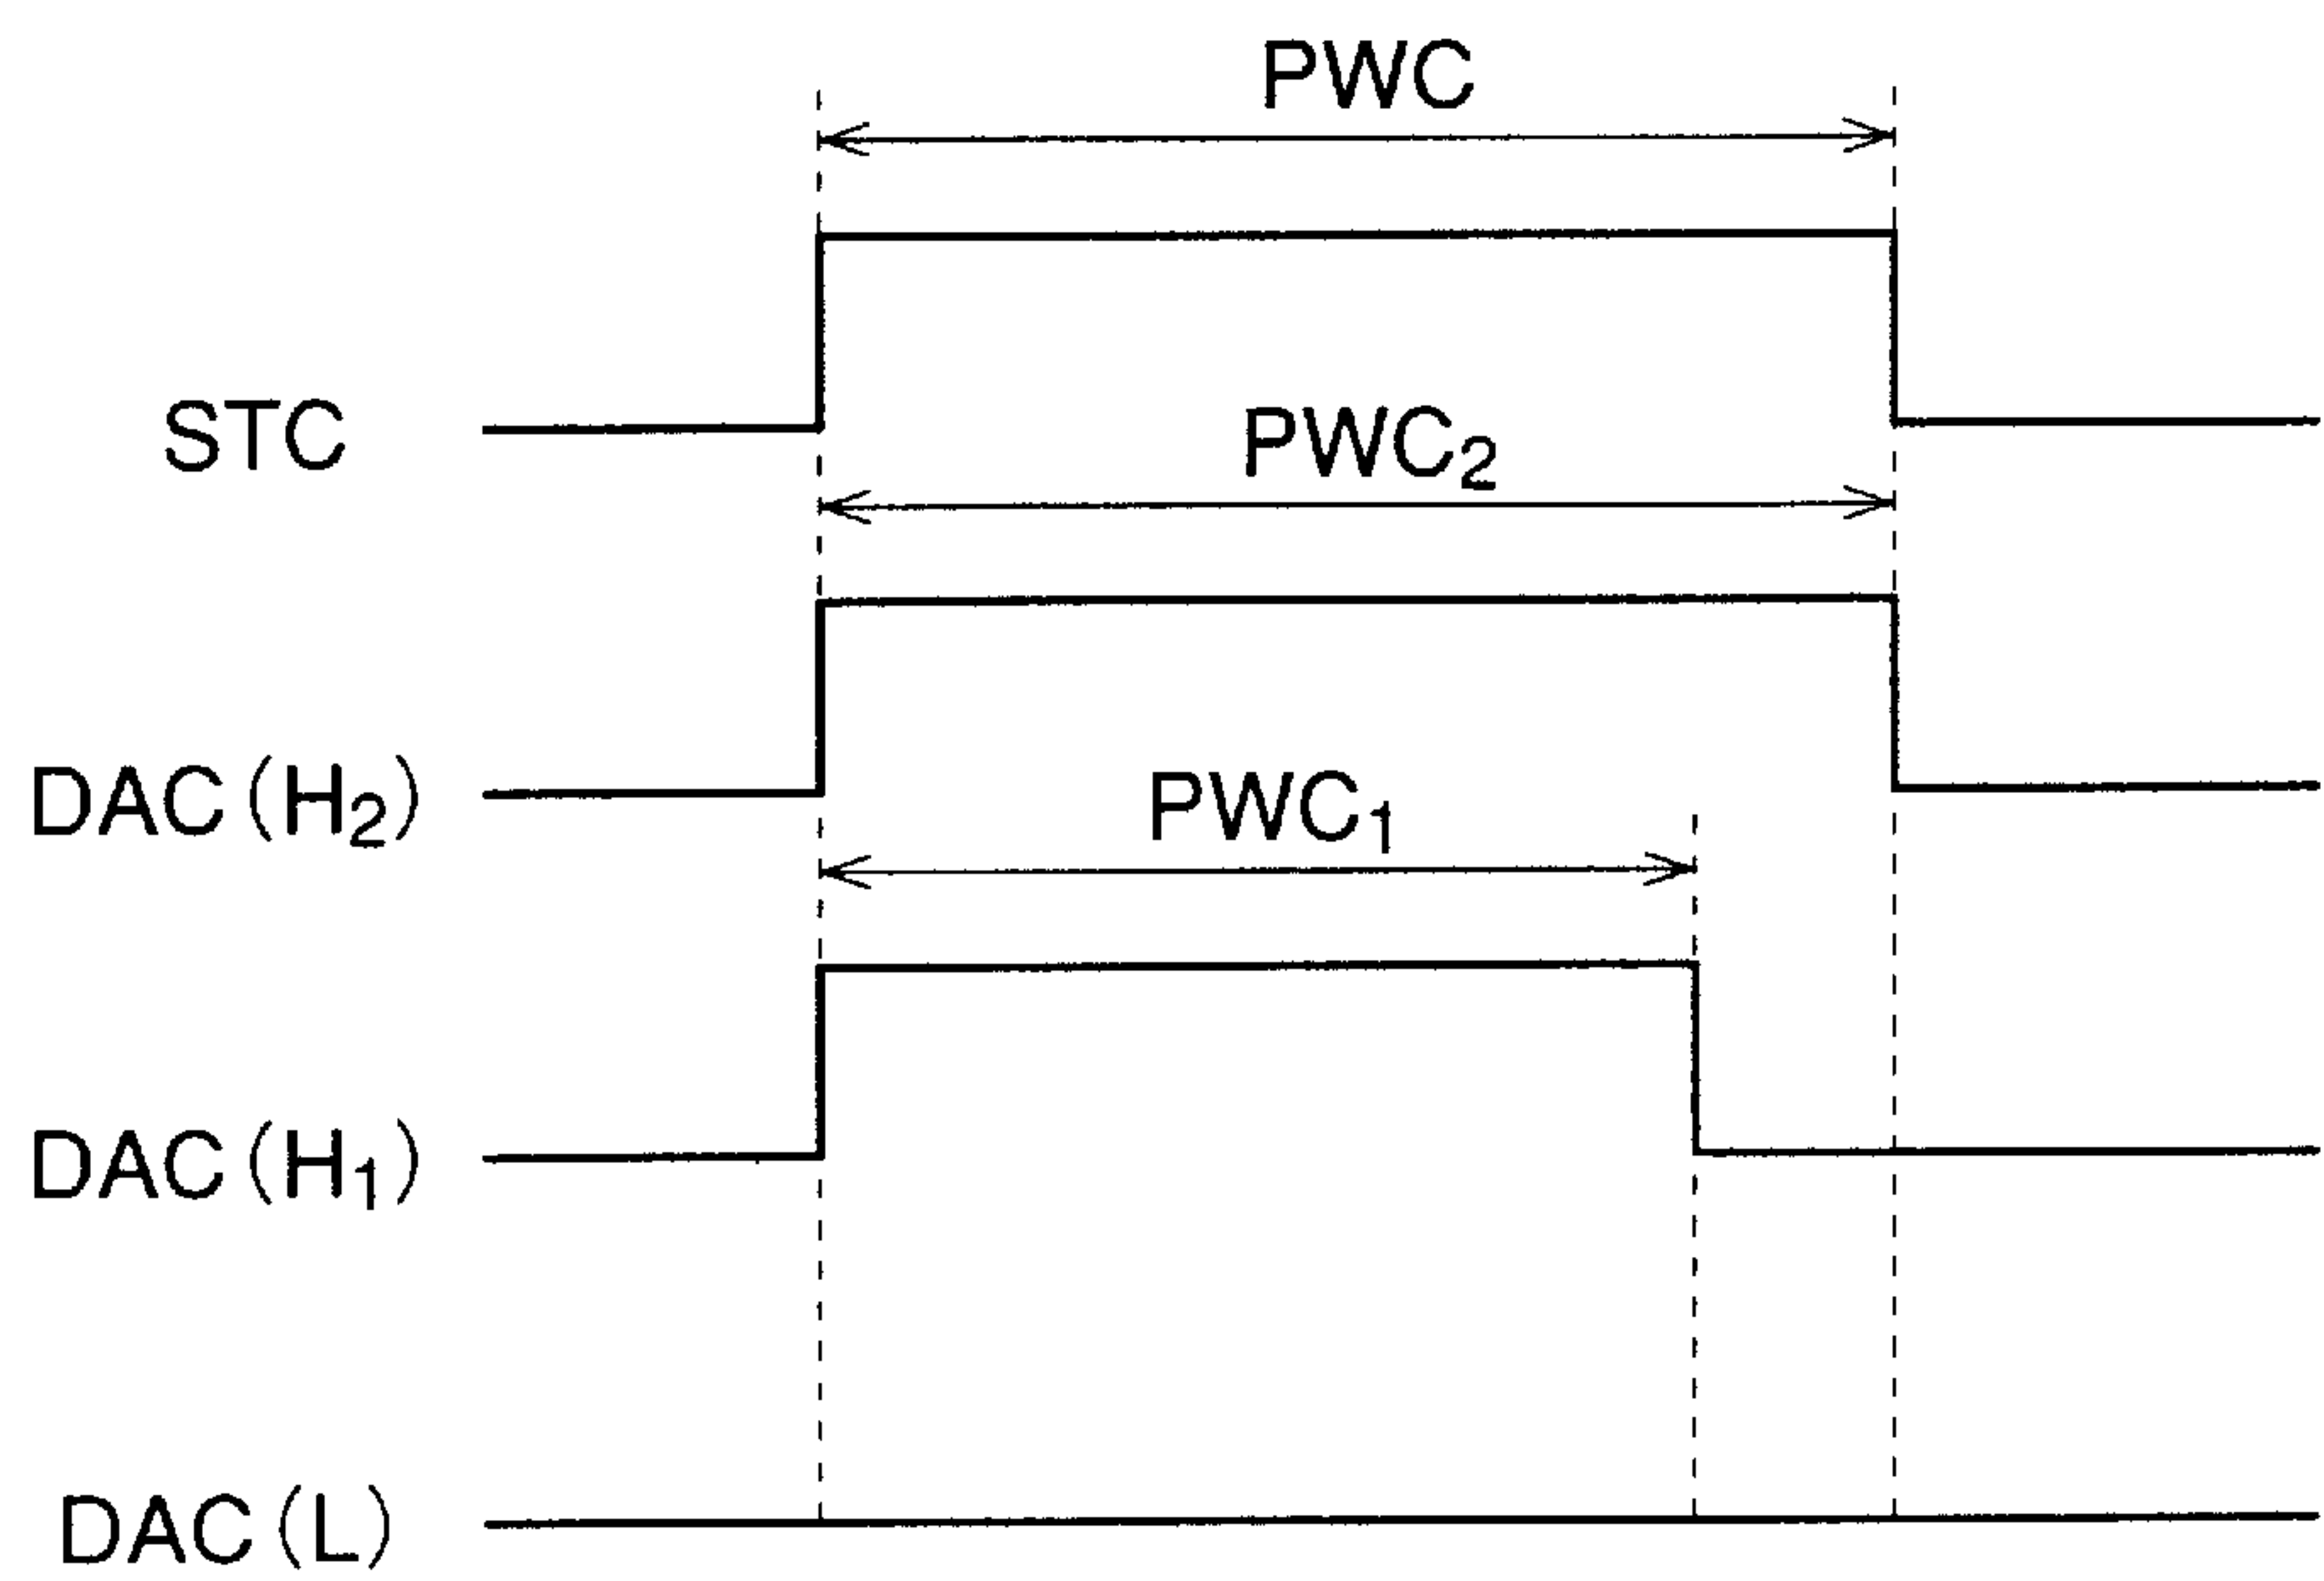 PWC
STC
PWC₂
DAC(H₂)
PWC₁
DAC(H₁)
DAC(L)